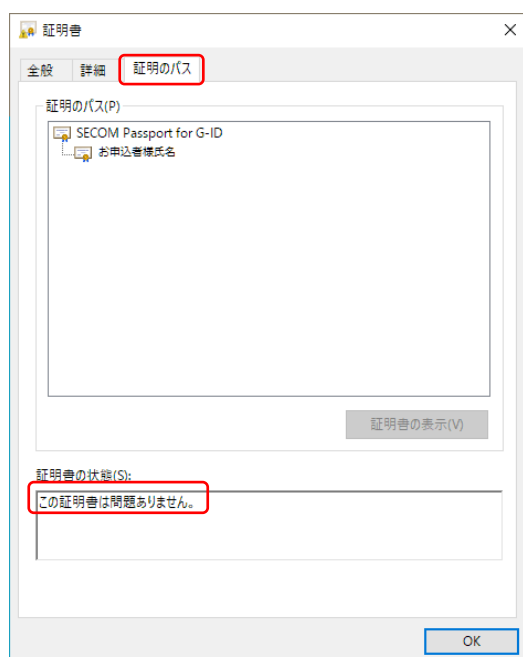 証明書
全般 詳細 証明のパス
証明のパス(P)
SECOM Passport for G-ID
お申込者様氏名
証明書の表示(V)
証明書の状態(S):
この証明書は問題ありません。
OK